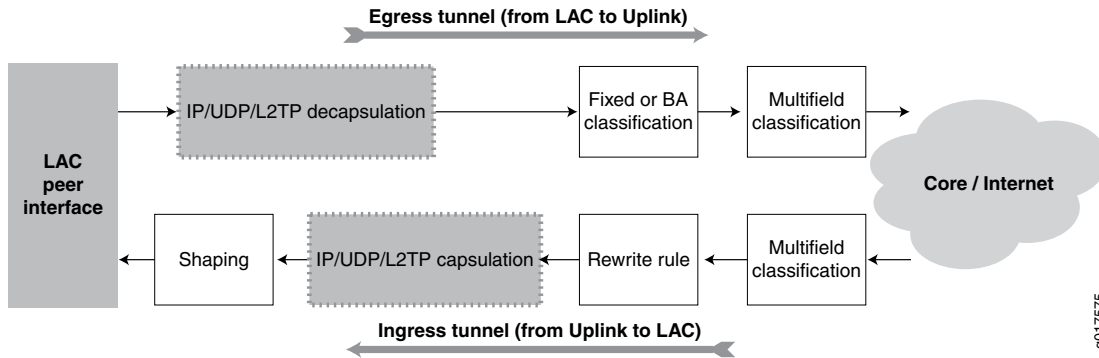 Egress tunnel (from LAC to Uplink)
IP/UDP/L2TP decapsulation
Fixed or BA
classification
Multifield
classification
LAC
peer
interface
Core / Internet
Shaping
IP/UDP/L2TP capsulation
Rewrite rule
Multifield
classification
Ingress tunnel (from Uplink to LAC)
g017575